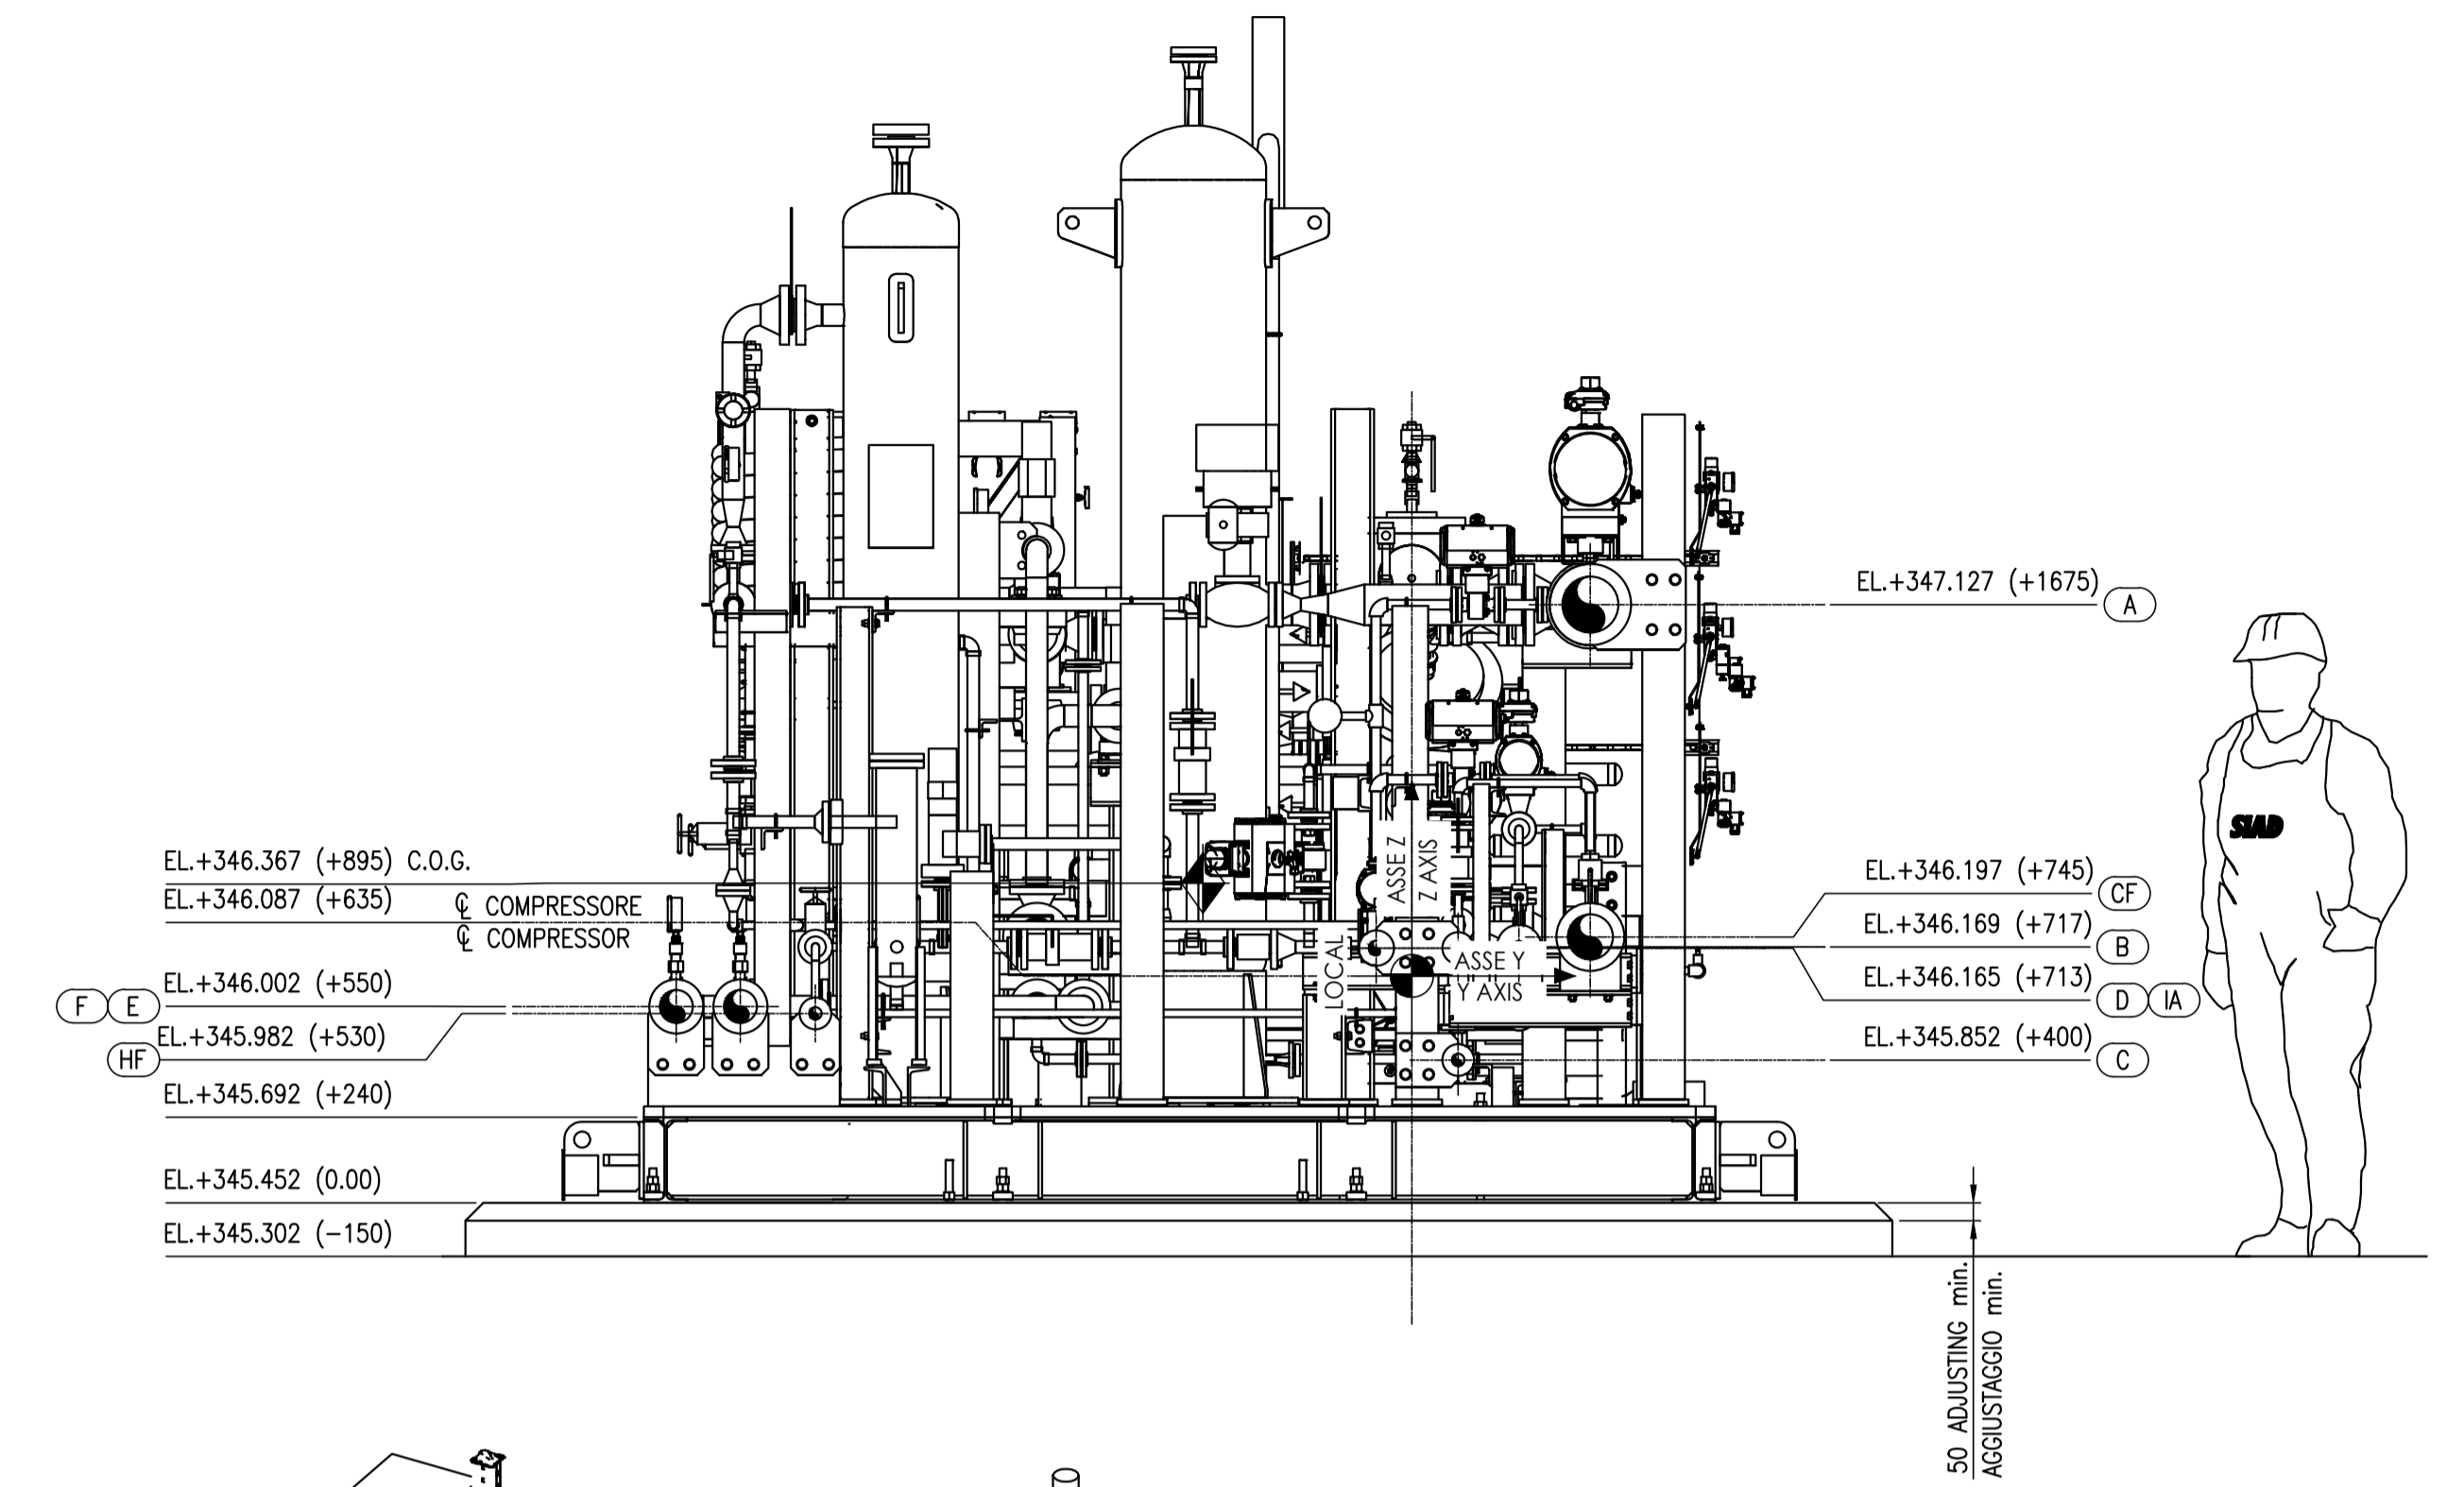 EL.+347.127 (+1675)
A
SIAD
EL.+346.367 (+895) C.O.G.
EL.+346.087 (+635)
℄ COMPRESSORE
℄ COMPRESSOR
EL.+346.002 (+550)
F E
EL.+345.982 (+530)
HF
EL.+345.692 (+240)
EL.+345.452 (0.00)
EL.+345.302 (-150)
ASSE Z
Z AXIS
LOCAL
ASSE Y
Y AXIS
EL.+346.197 (+745)
CF
EL.+346.169 (+717)
B
EL.+346.165 (+713)
D IA
EL.+345.852 (+400)
C
50 ADJUSTING min.
AGGIUSTAGGIO min.